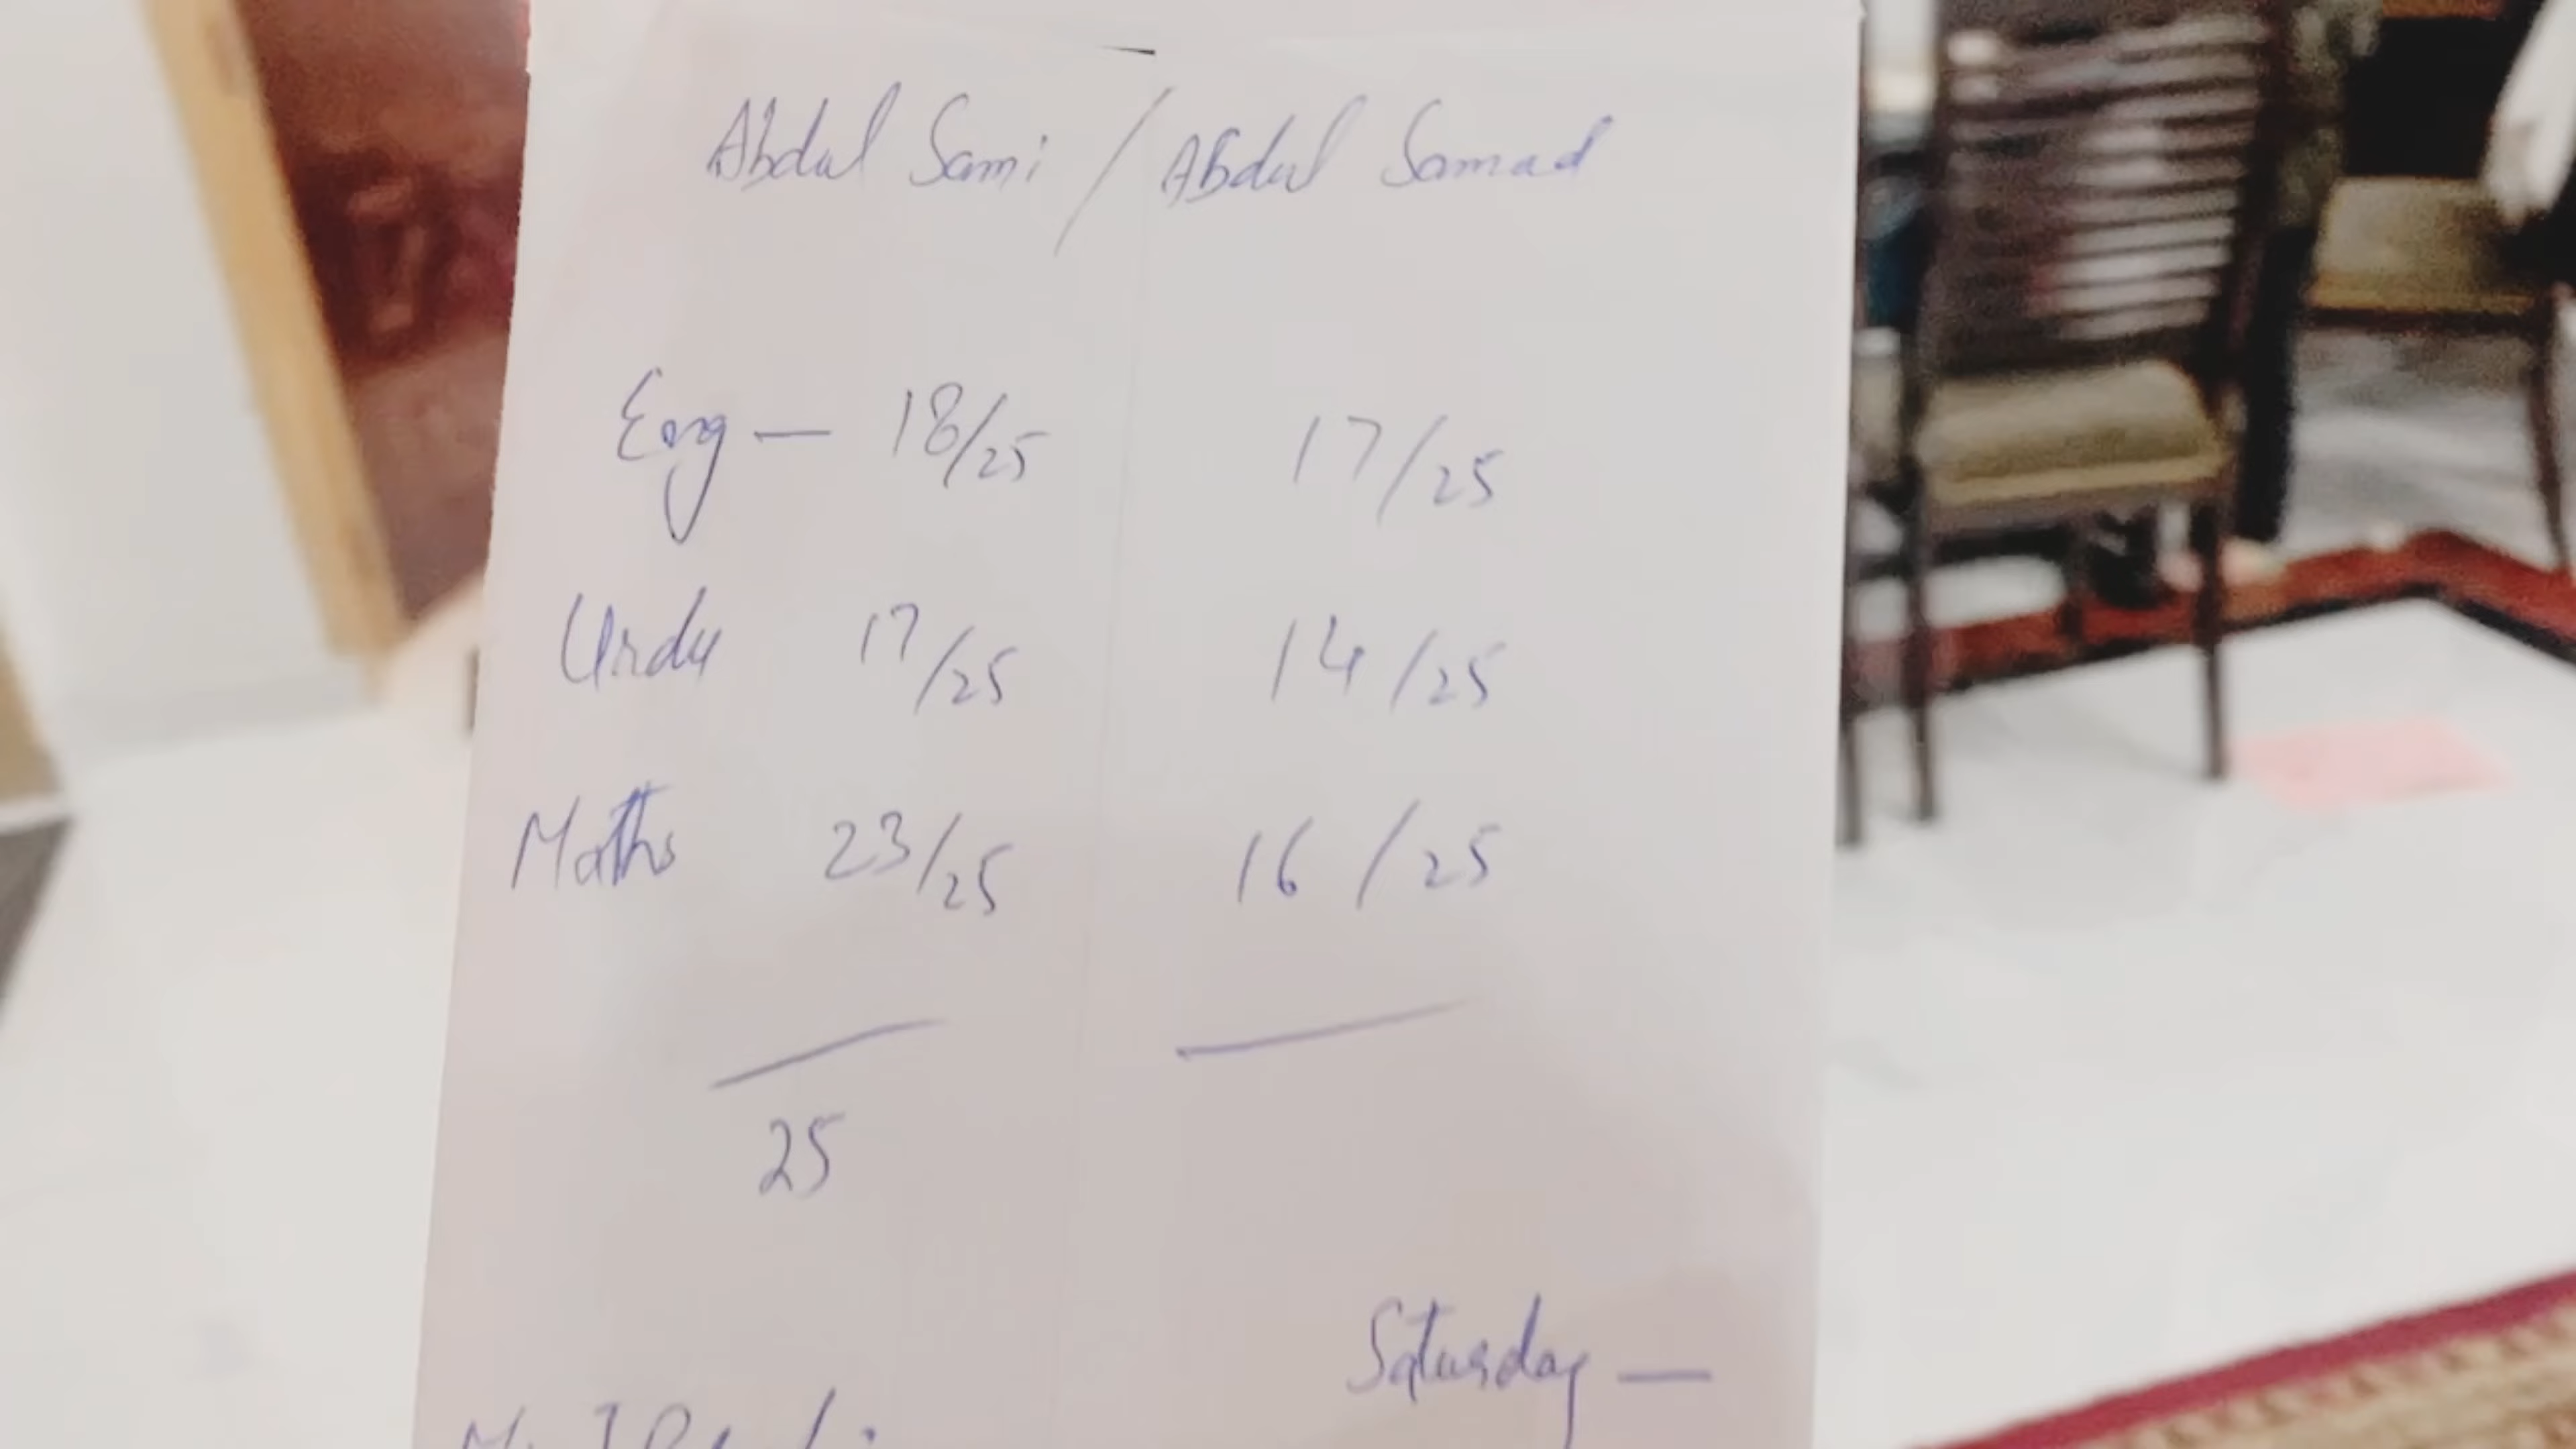 Abdul Sami / Abdul Samad
Eng — 18/25 17/25
Urdu 17/25 14/25
Maths 23/25 16/25
25
Saturday —